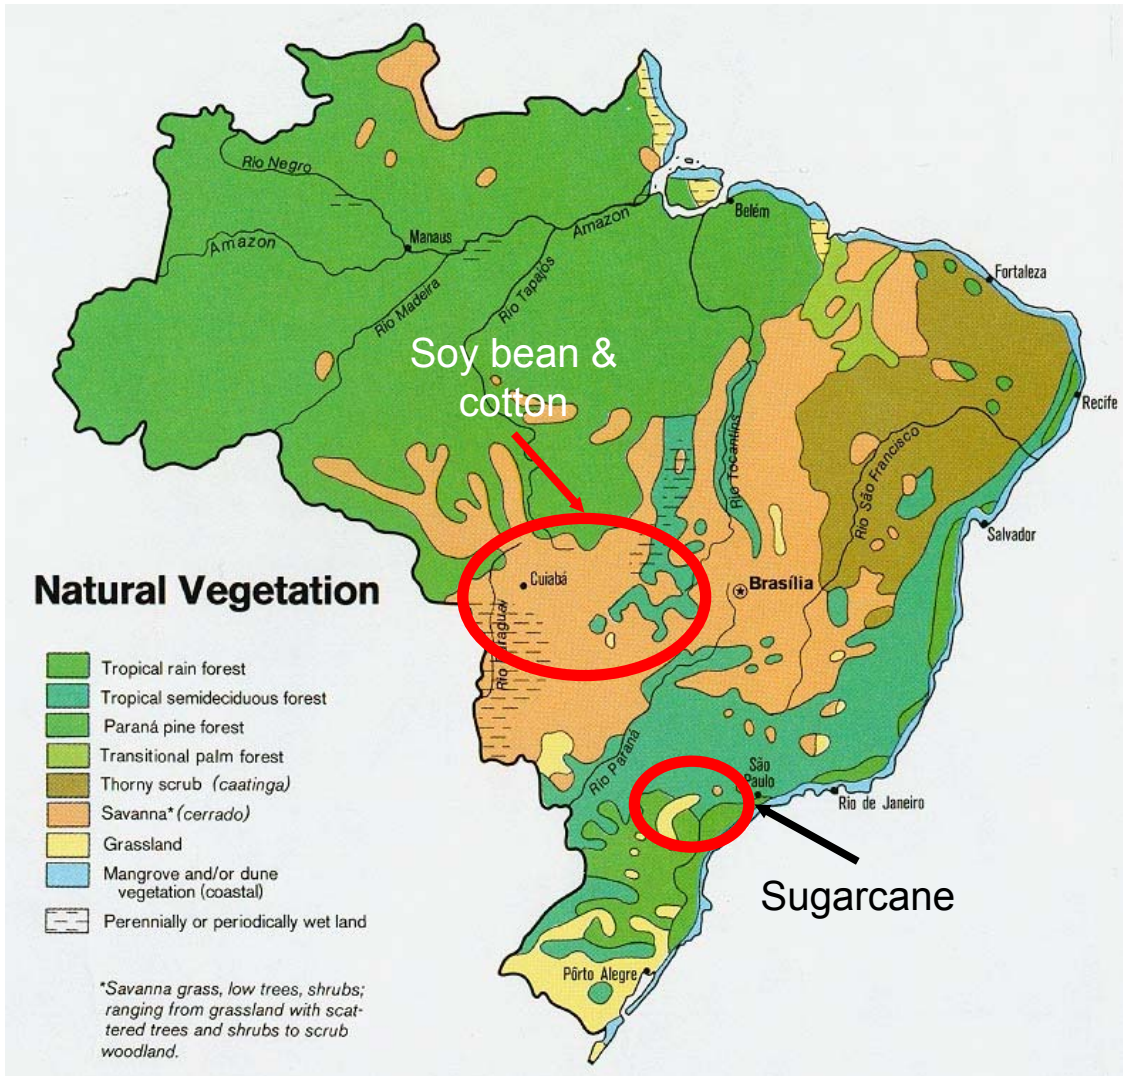 Rio Negro
Amazon
Manaus
Amazon
Belém
Rio Madeira
Rio Tapajós
Fortaleza
Soy bean &
cotton
Recife
Rio Tocantins
Rio São Francisco
Salvador
Cuiabá
Brasília
Rio Paraguai
Natural Vegetation
Tropical rain forest
Tropical semideciduous forest
Paraná pine forest
Transitional palm forest
Thorny scrub (caatinga)
Savanna* (cerrado)
Grassland
Mangrove and/or dune
vegetation (coastal)
Perennially or periodically wet land
Rio Paraná
São
Paulo
Rio de Janeiro
Sugarcane
Pôrto Alegre
*Savanna grass, low trees, shrubs;
ranging from grassland with scat-
tered trees and shrubs to scrub
woodland.